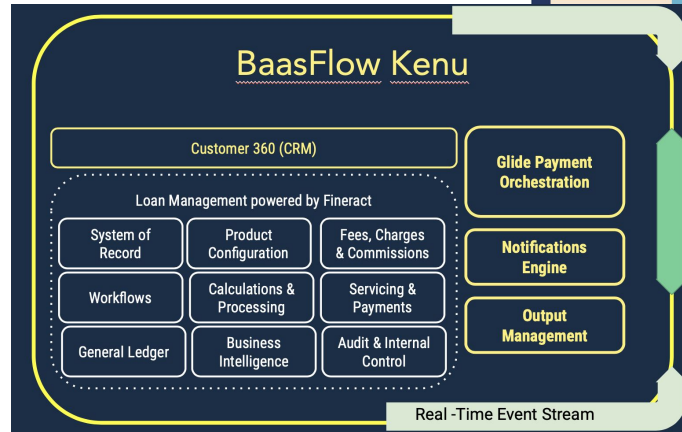 BaasFlow Kenu
Customer 360 (CRM)
Loan Management powered by Fineract
System of
Record
Product
Configuration
Fees, Charges
& Commissions
Workflows
Calculations &
Processing
Servicing &
Payments
General Ledger
Business
Intelligence
Audit & Internal
Control
Glide Payment
Orchestration
Notifications
Engine
Output
Management
Real -Time Event Stream